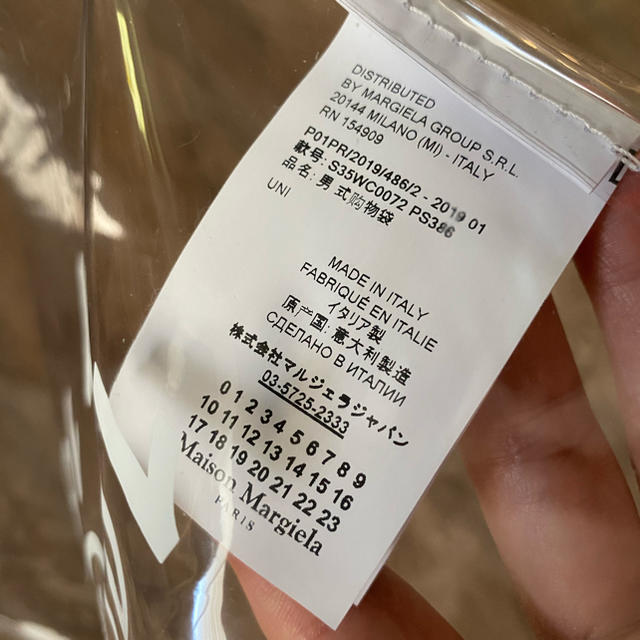 DISTRIBUTED
BY MARGIELA GROUP S.R.L.
20144 MILANO (MI) - ITALY
RN 154909
P01PR/2019/486/2 - 2019 01
款号: S35WC0072 PS386
品名: 男 式购物袋
UNI
MADE IN ITALY
FABRIQUÉ EN ITALIE
イタリア製
原产国: 意大利製造
СДЕЛАНО В ИТАЛИИ
株式会社マルジェラジャパン
03-5725-2333
0 1 2 3 4 5 6 7 8 9
10 11 12 13 14 15 16
17 18 19 20 21 22 23
Maison Margiela
PARIS